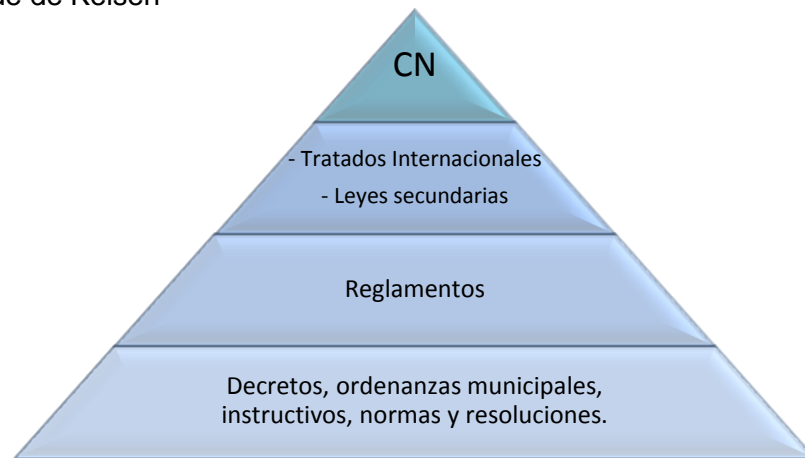 de Kelsen
CN
- Tratados Internacionales
- Leyes secundarias
Reglamentos
Decretos, ordenanzas municipales,
instructivos, normas y resoluciones.